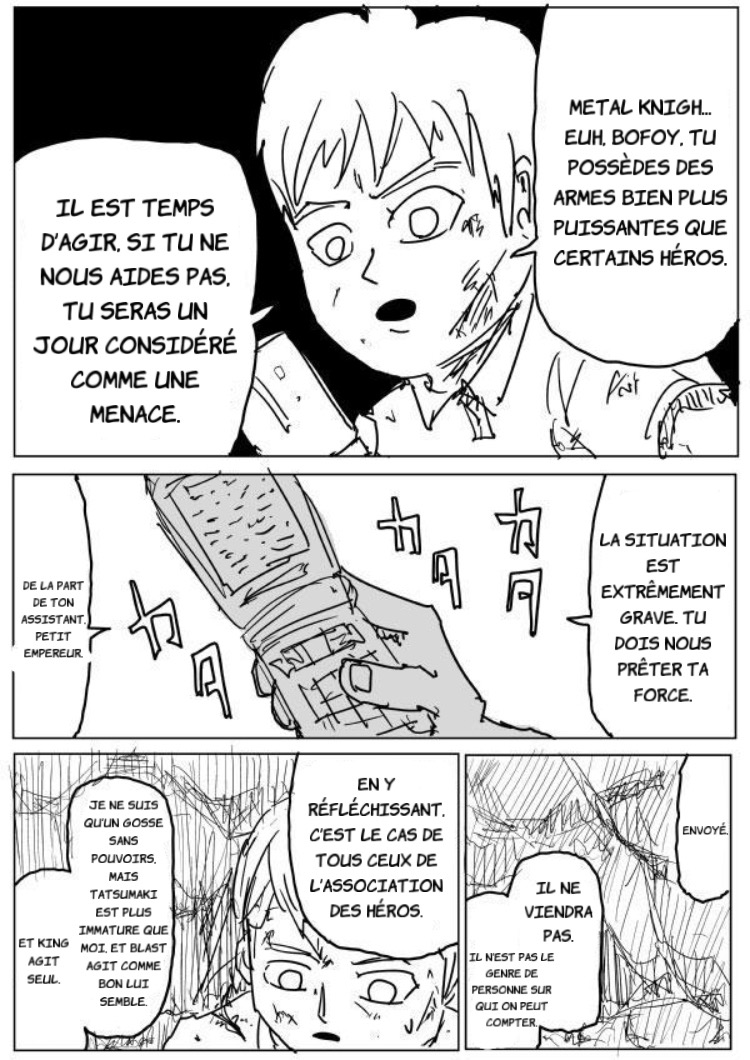 METAL KNIGH...
EUH, BOFOY, TU
POSSÈDES DES
ARMES BIEN PLUS
PUISSANTES QUE
CERTAINS HÉROS.
IL EST TEMPS
D'AGIR, SI TU NE
NOUS AIDES PAS,
TU SERAS UN
JOUR CONSIDÉRÉ
COMME UNE
MENACE.
LA SITUATION
EST
EXTRÊMEMENT
GRAVE. TU
DOIS NOUS
PRÊTER TA
FORCE.
カタ
カタ
カタ
DE LA PART
DE TON
ASSISTANT,
PETIT
EMPEREUR.
ENVOYÉ.
IL NE
VIENDRA
PAS.
IL N'EST PAS LE
GENRE DE
PERSONNE SUR
QUI ON PEUT
COMPTER.
EN Y
RÉFLÉCHISSANT,
C'EST LE CAS DE
TOUS CEUX DE
L'ASSOCIATION
DES HÉROS.
JE NE SUIS
QU'UN GOSSE
SANS
POUVOIRS,
MAIS
TATSUMAKI
EST PLUS
IMMATURE QUE
MOI, ET BLAST
AGIT COMME
BON LUI
SEMBLE.
ET KING
AGIT
SEUL.